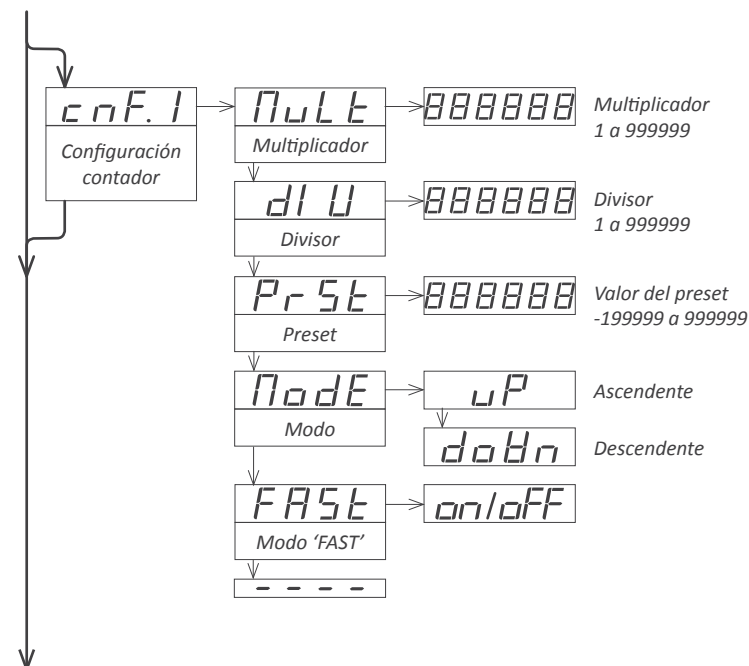 cnF.1
Configuración
contador
MuLt
Multiplicador
888888
Multiplicador
1 a 999999
dIV
Divisor
888888
Divisor
1 a 999999
PrSt
Preset
888888
Valor del preset
-199999 a 999999
ModE
Modo
uP
Ascendente
doWn
Descendente
FASt
Modo ‘FAST’
on/oFF
- - - -